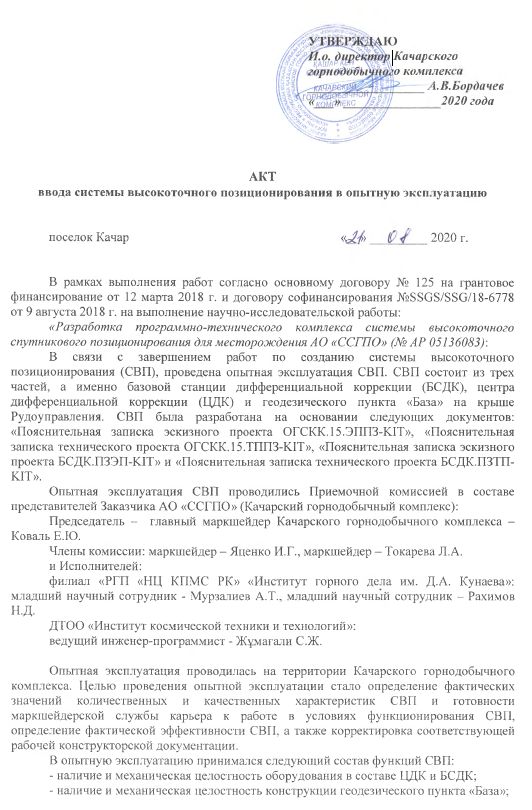 УТВЕРЖДАЮ
И.о. директор Качарского
горнодобычного комплекса
__________________ А.В.Бордачев
«___»________________2020 года
КАЧАРСКИЙ
ГОРНОДОБЫЧНОЙ
КОМПЛЕКС
АКТ
ввода системы высокоточного позиционирования в опытную эксплуатацию
поселок Качар «21» 08 2020 г.
В рамках выполнения работ согласно основному договору № 125 на грантовое
финансирование от 12 марта 2018 г. и договору софинансирования №SSGS/SSG/18-6778
от 9 августа 2018 г. на выполнение научно-исследовательской работы:
«Разработка программно-технического комплекса системы высокоточного
спутникового позиционирования для месторождения АО «ССГПО» (№ АР 05136083):
В связи с завершением работ по созданию системы высокоточного
позиционирования (СВП), проведена опытная эксплуатация СВП. СВП состоит из трех
частей, а именно базовой станции дифференциальной коррекции (БСДК), центра
дифференциальной коррекции (ЦДК) и геодезического пункта «База» на крыше
Рудоуправления. СВП была разработана на основании следующих документов:
«Пояснительная записка эскизного проекта ОГСКК.15.ЭППЗ-KIT», «Пояснительная
записка технического проекта ОГСКК.15.ТППЗ-KIT», «Пояснительная записка эскизного
проекта БСДК.ПЗЭП-KIT» и «Пояснительная записка технического проекта БСДК.ПЗТП-
KIT».
Опытная эксплуатация СВП проводились Приемочной комиссией в составе
представителей Заказчика АО «ССГПО» (Качарский горнодобычный комплекс):
Председатель – главный маркшейдер Качарского горнодобычного комплекса –
Коваль Е.Ю.
Члены комиссии: маркшейдер – Яценко И.Г., маркшейдер – Токарева Л.А.
и Исполнителей:
филиал «РГП «НЦ КПМС РК» «Институт горного дела им. Д.А. Кунаева»:
младший научный сотрудник - Мурзалиев А.Т., младший научный сотрудник – Рахимов
Н.Д.
ДТОО «Институт космической техники и технологий»:
ведущий инженер-программист - Жұмағали С.Ж.
Опытная эксплуатация проводилась на территории Качарского горнодобычного
комплекса. Целью проведения опытной эксплуатации стало определение фактических
значений количественных и качественных характеристик СВП и готовности
маркшейдерской службы карьера к работе в условиях функционирования СВП,
определение фактической эффективности СВП, а также корректировка соответствующей
рабочей конструкторской документации.
В опытную эксплуатацию принимался следующий состав функций СВП:
- наличие и механическая целостность оборудования в составе ЦДК и БСДК;
- наличие и механическая целостность конструкции геодезического пункта «База»;